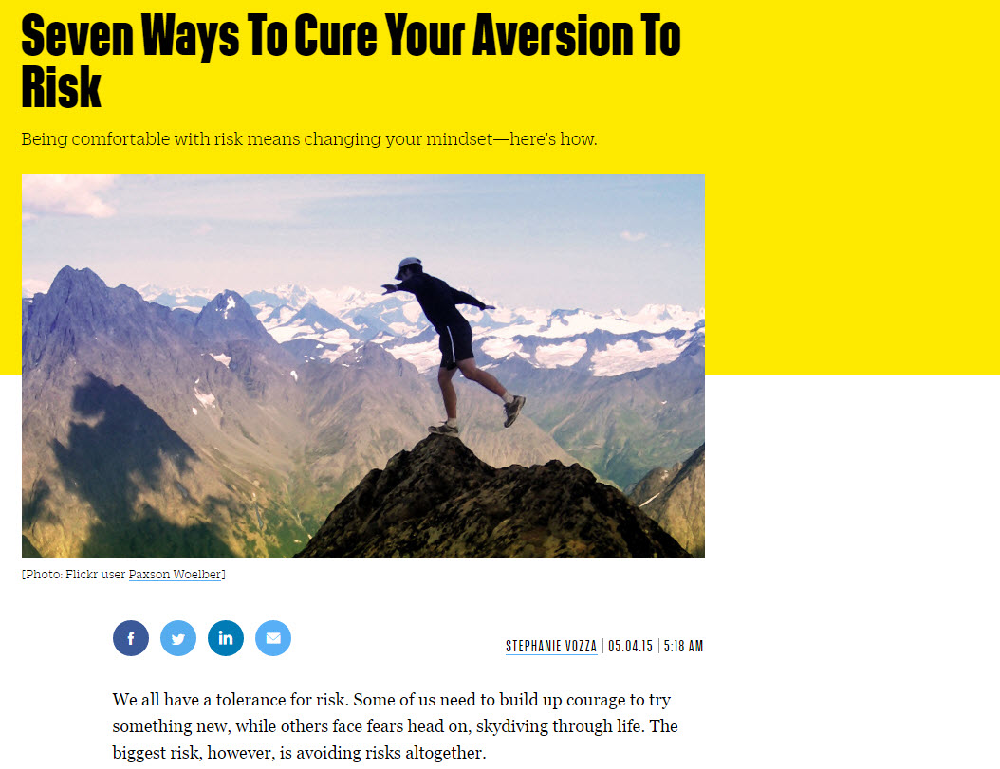 Seven Ways To Cure Your Aversion To
Risk
Being comfortable with risk means changing your mindset—here's how.
[Photo: Flickr user Paxson Woelber]
f
in
STEPHANIE VOZZA | 05.04.15 | 5:18 AM
We all have a tolerance for risk. Some of us need to build up courage to try
something new, while others face fears head on, skydiving through life. The
biggest risk, however, is avoiding risks altogether.